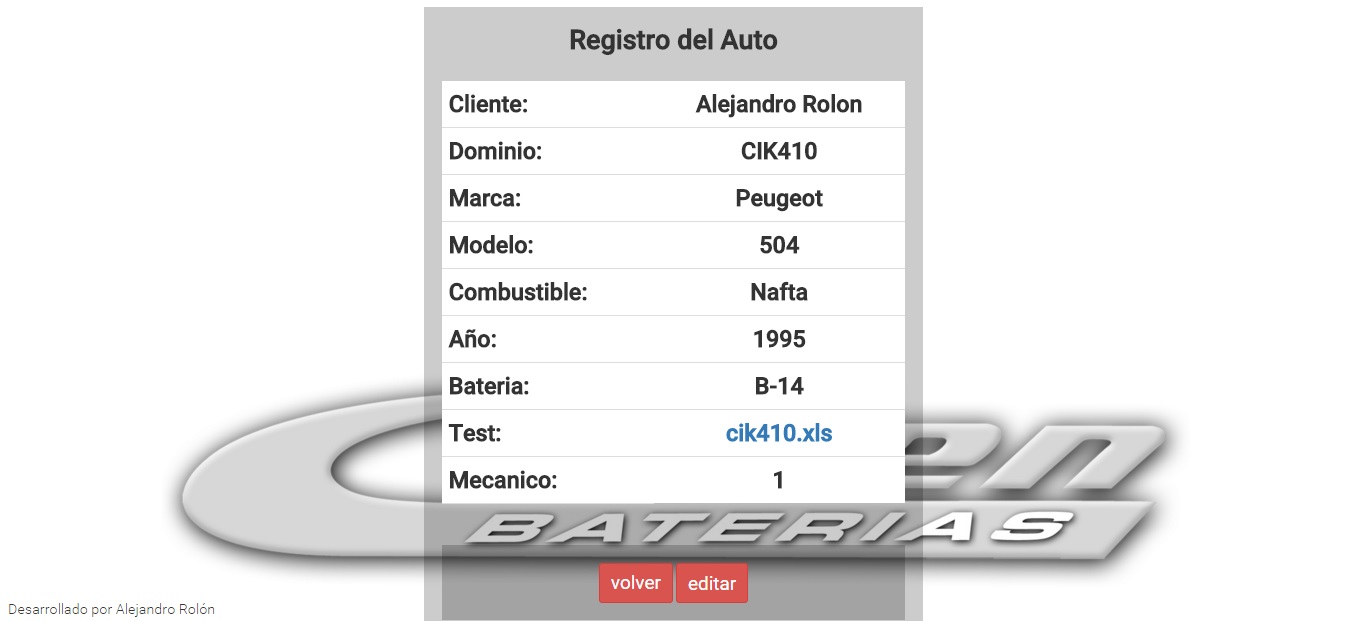 Registro del Auto
Cliente: Alejandro Rolon
Dominio: CIK410
Marca: Peugeot
Modelo: 504
Combustible: Nafta
Año: 1995
Bateria: B-14
Test: cik410.xls
Mecanico: 1
BATERIAS
volver editar
Desarrollado por Alejandro Rolón